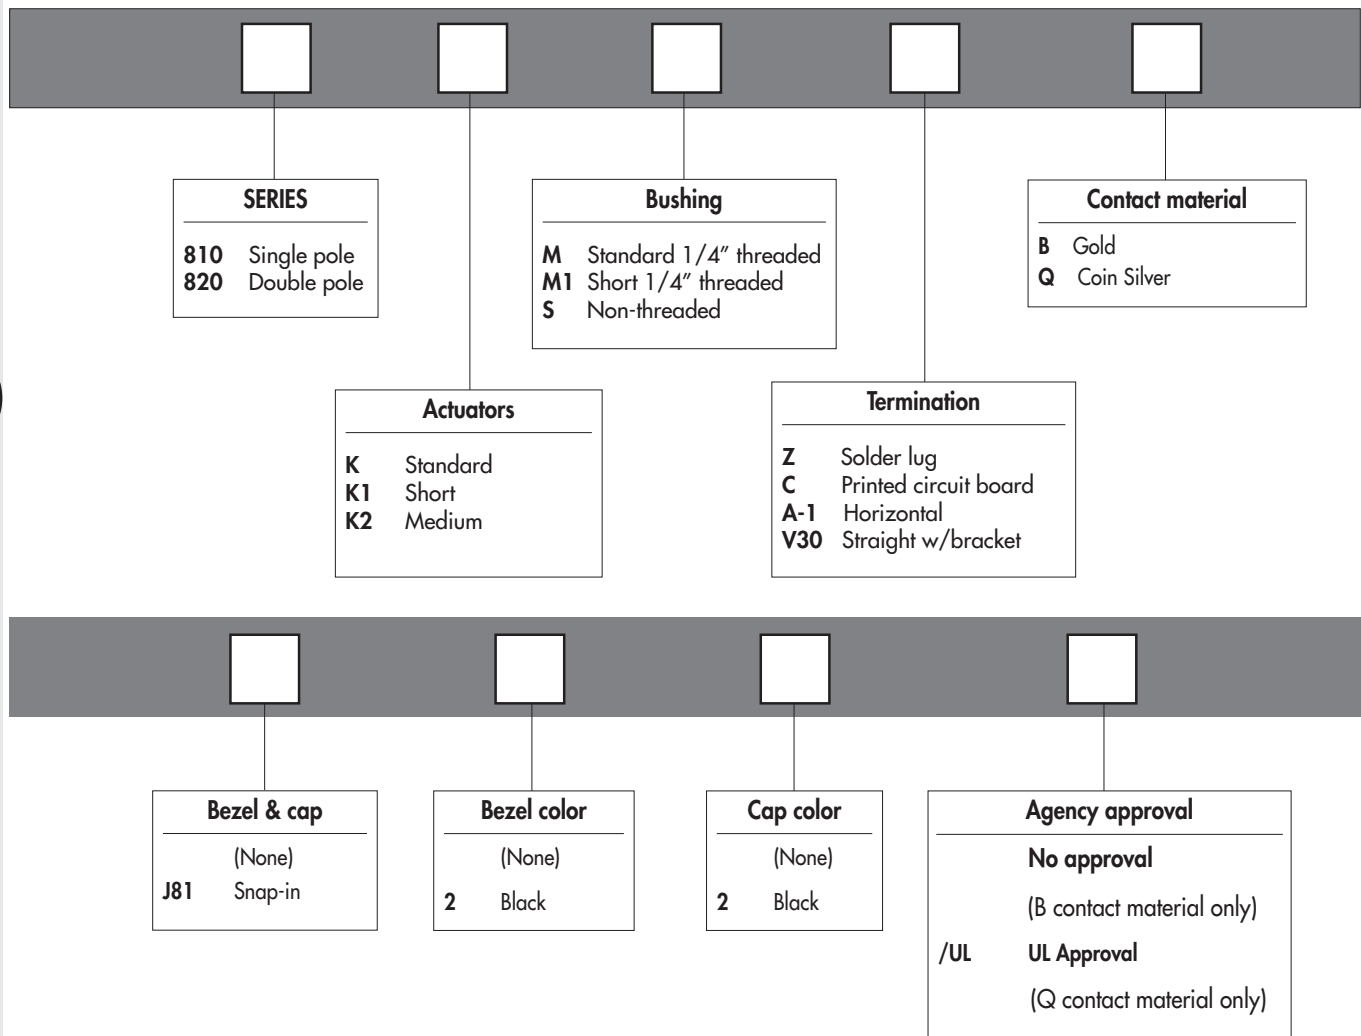 SERIES
810 Single pole
820 Double pole
Bushing
M Standard 1/4″ threaded
M1 Short 1/4″ threaded
S Non-threaded
Contact material
B Gold
Q Coin Silver
Actuators
K Standard
K1 Short
K2 Medium
Termination
Z Solder lug
C Printed circuit board
A-1 Horizontal
V30 Straight w/bracket
Bezel & cap
(None)
J81 Snap-in
Bezel color
(None)
2 Black
Cap color
(None)
2 Black
Agency approval
No approval
(B contact material only)
/UL UL Approval
(Q contact material only)